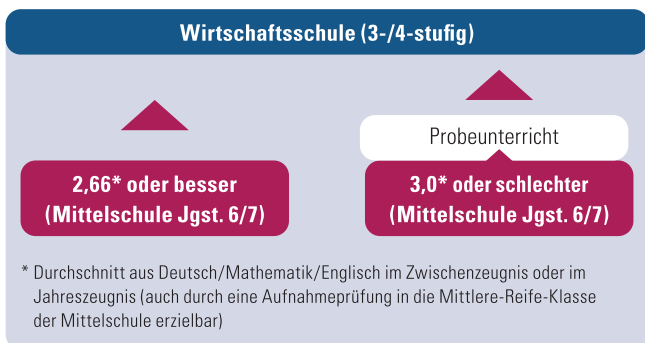 Wirtschaftsschule (3-/4-stufig)
Probeunterricht
2,66* oder besser
(Mittelschule Jgst. 6/7)
3,0* oder schlechter
(Mittelschule Jgst. 6/7)
* Durchschnitt aus Deutsch/Mathematik/Englisch im Zwischenzeugnis oder im
Jahreszeugnis (auch durch eine Aufnahmeprüfung in die Mittlere-Reife-Klasse
der Mittelschule erzielbar)